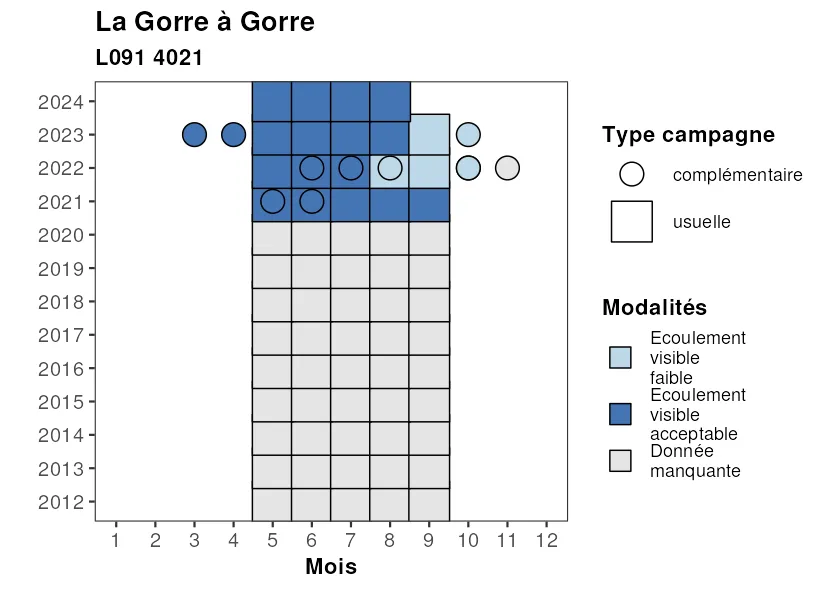 La Gorre à Gorre
L091 4021
2024
2023
2022
2021
2020
2019
2018
2017
2016
2015
2014
2013
2012
1 2 3 4 5 6 7 8 9 10 11 12
Mois
Type campagne
complémentaire
usuelle
Modalités
Ecoulement
visible
faible
Ecoulement
visible
acceptable
Donnée
manquante